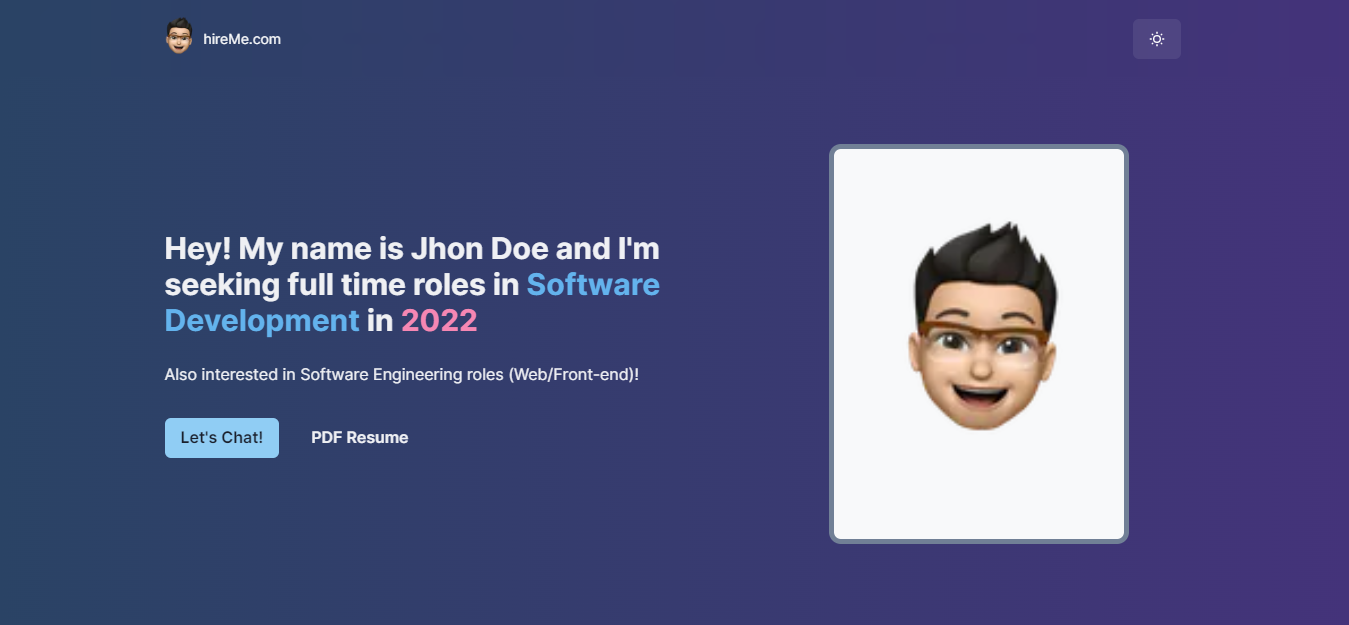 hireMe.com
Hey! My name is Jhon Doe and I'm
seeking full time roles in Software
Development in 2022
Also interested in Software Engineering roles (Web/Front-end)!
Let's Chat!
PDF Resume